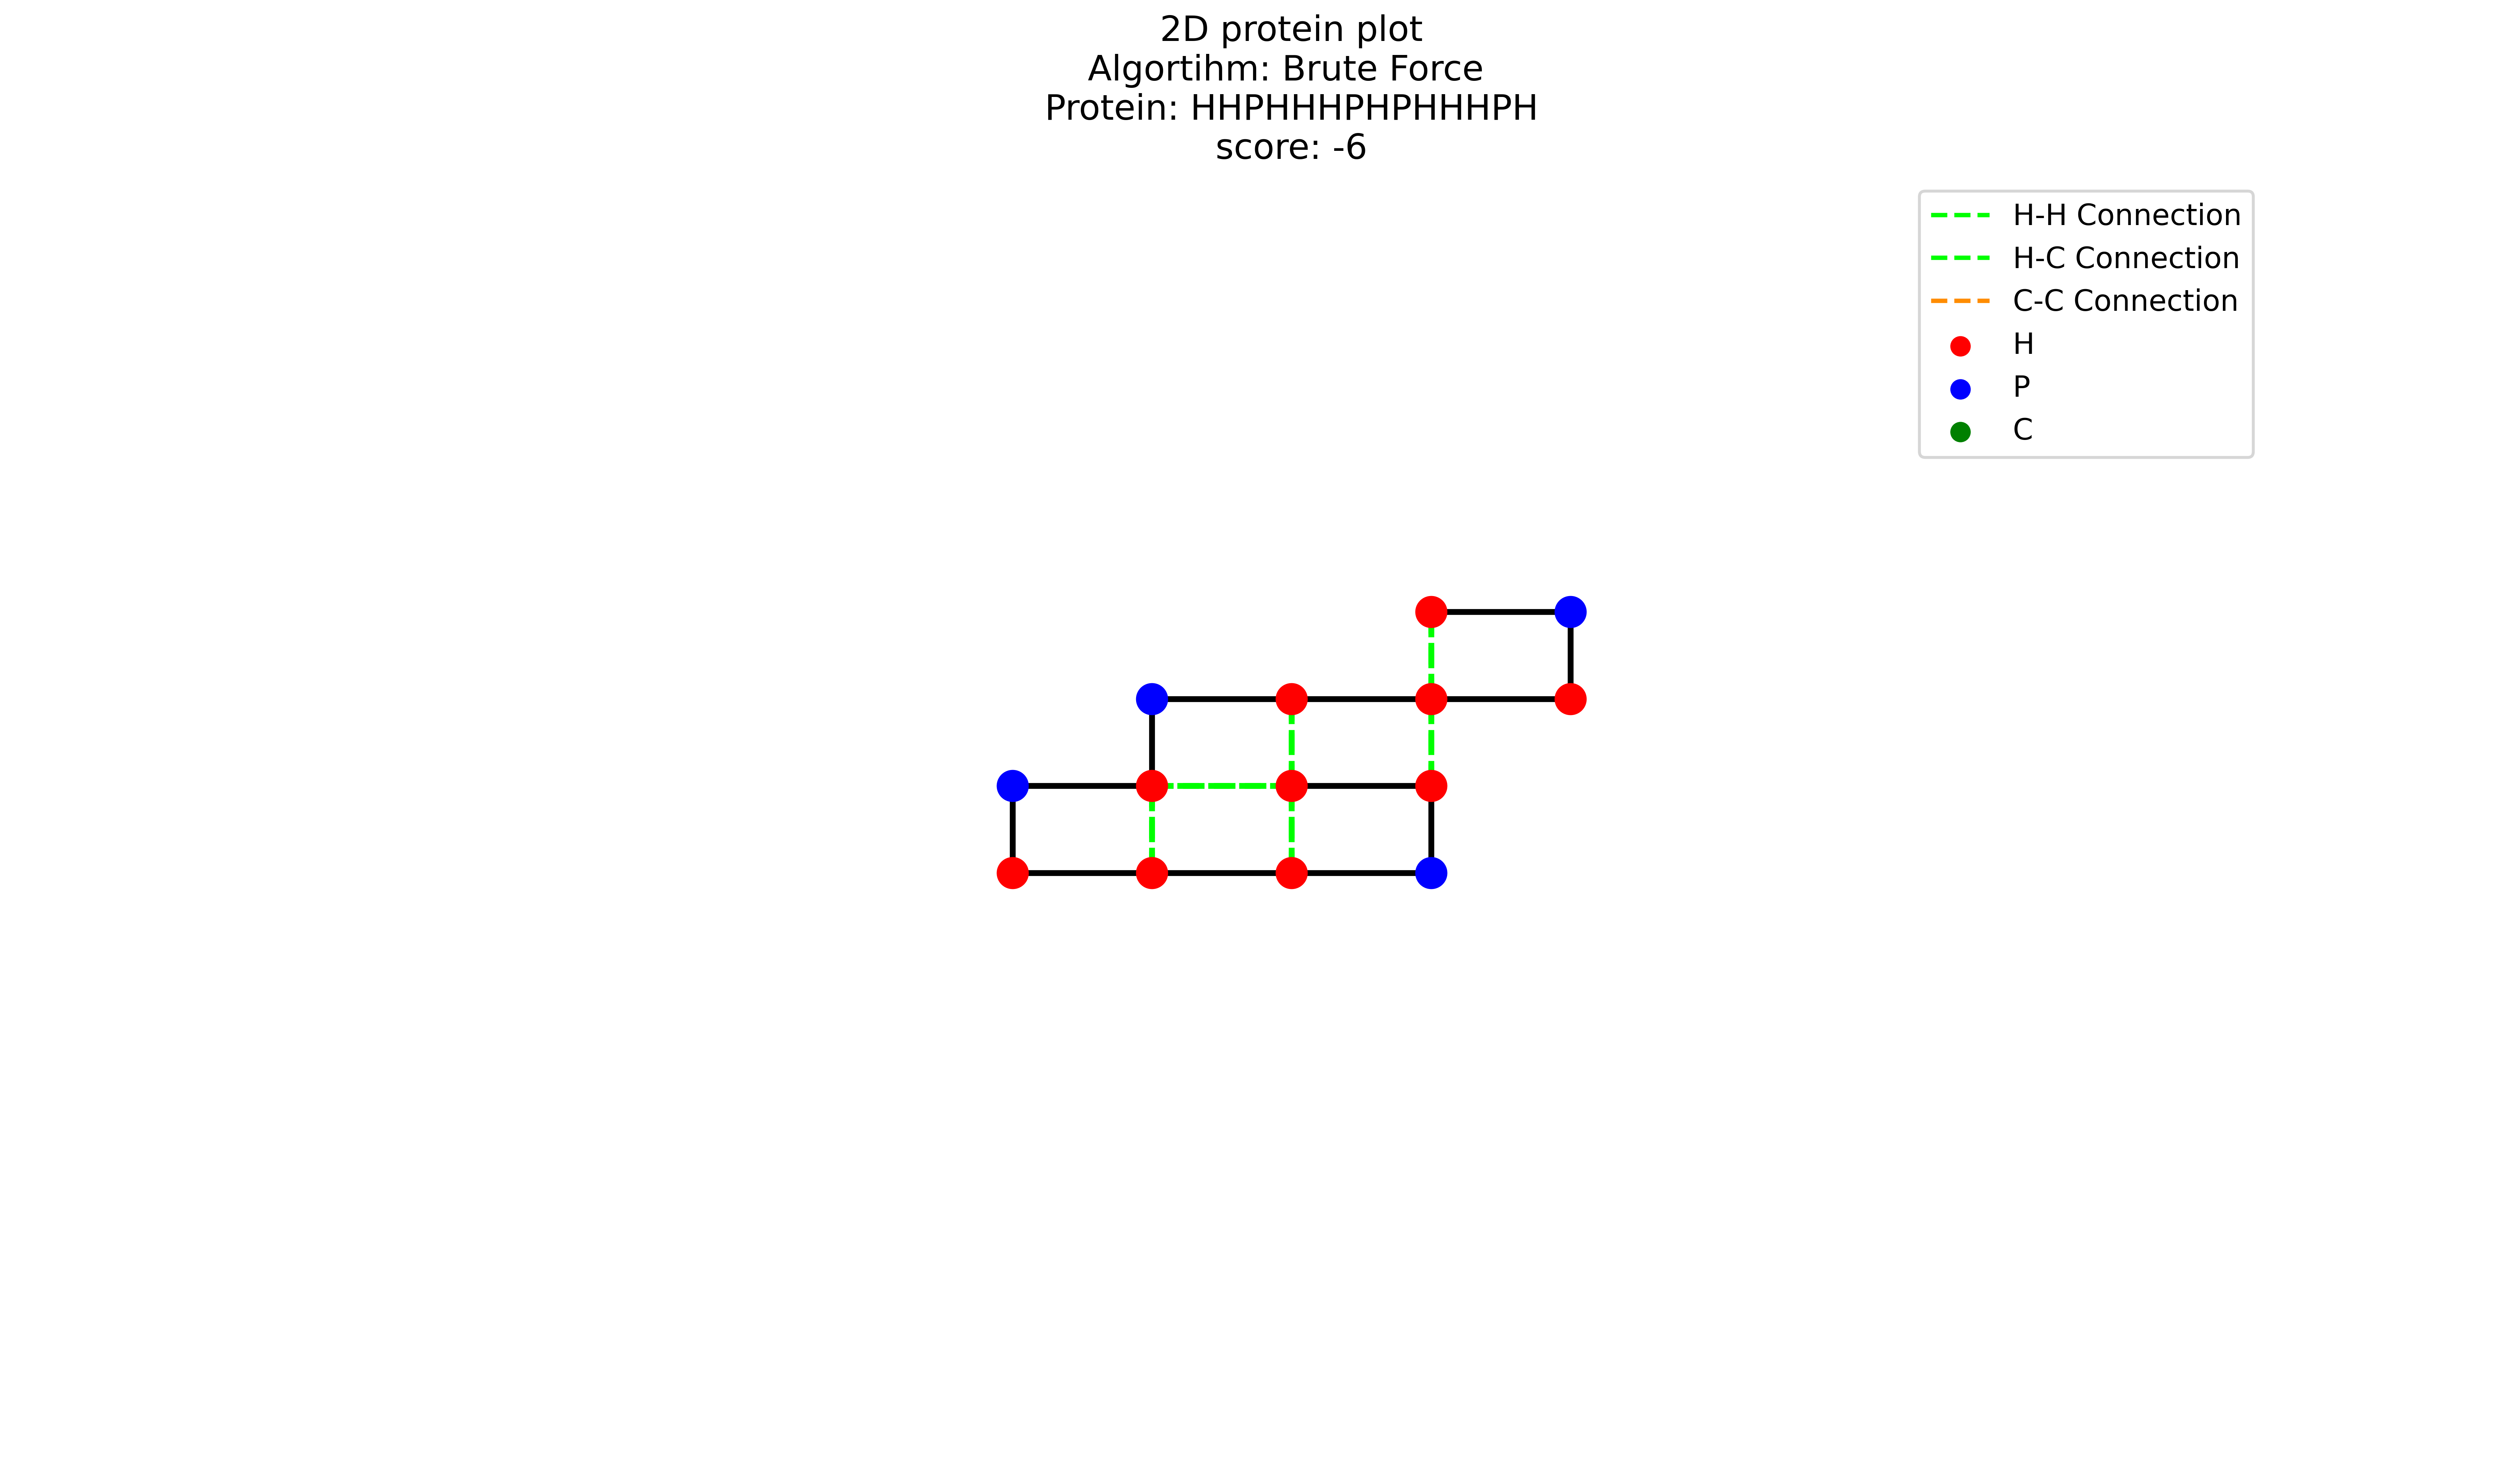 2D protein plot
Algortihm: Brute Force
Protein: HHPHHHPHPHHHPH
score: -6
H-H Connection
H-C Connection
C-C Connection
H
P
C